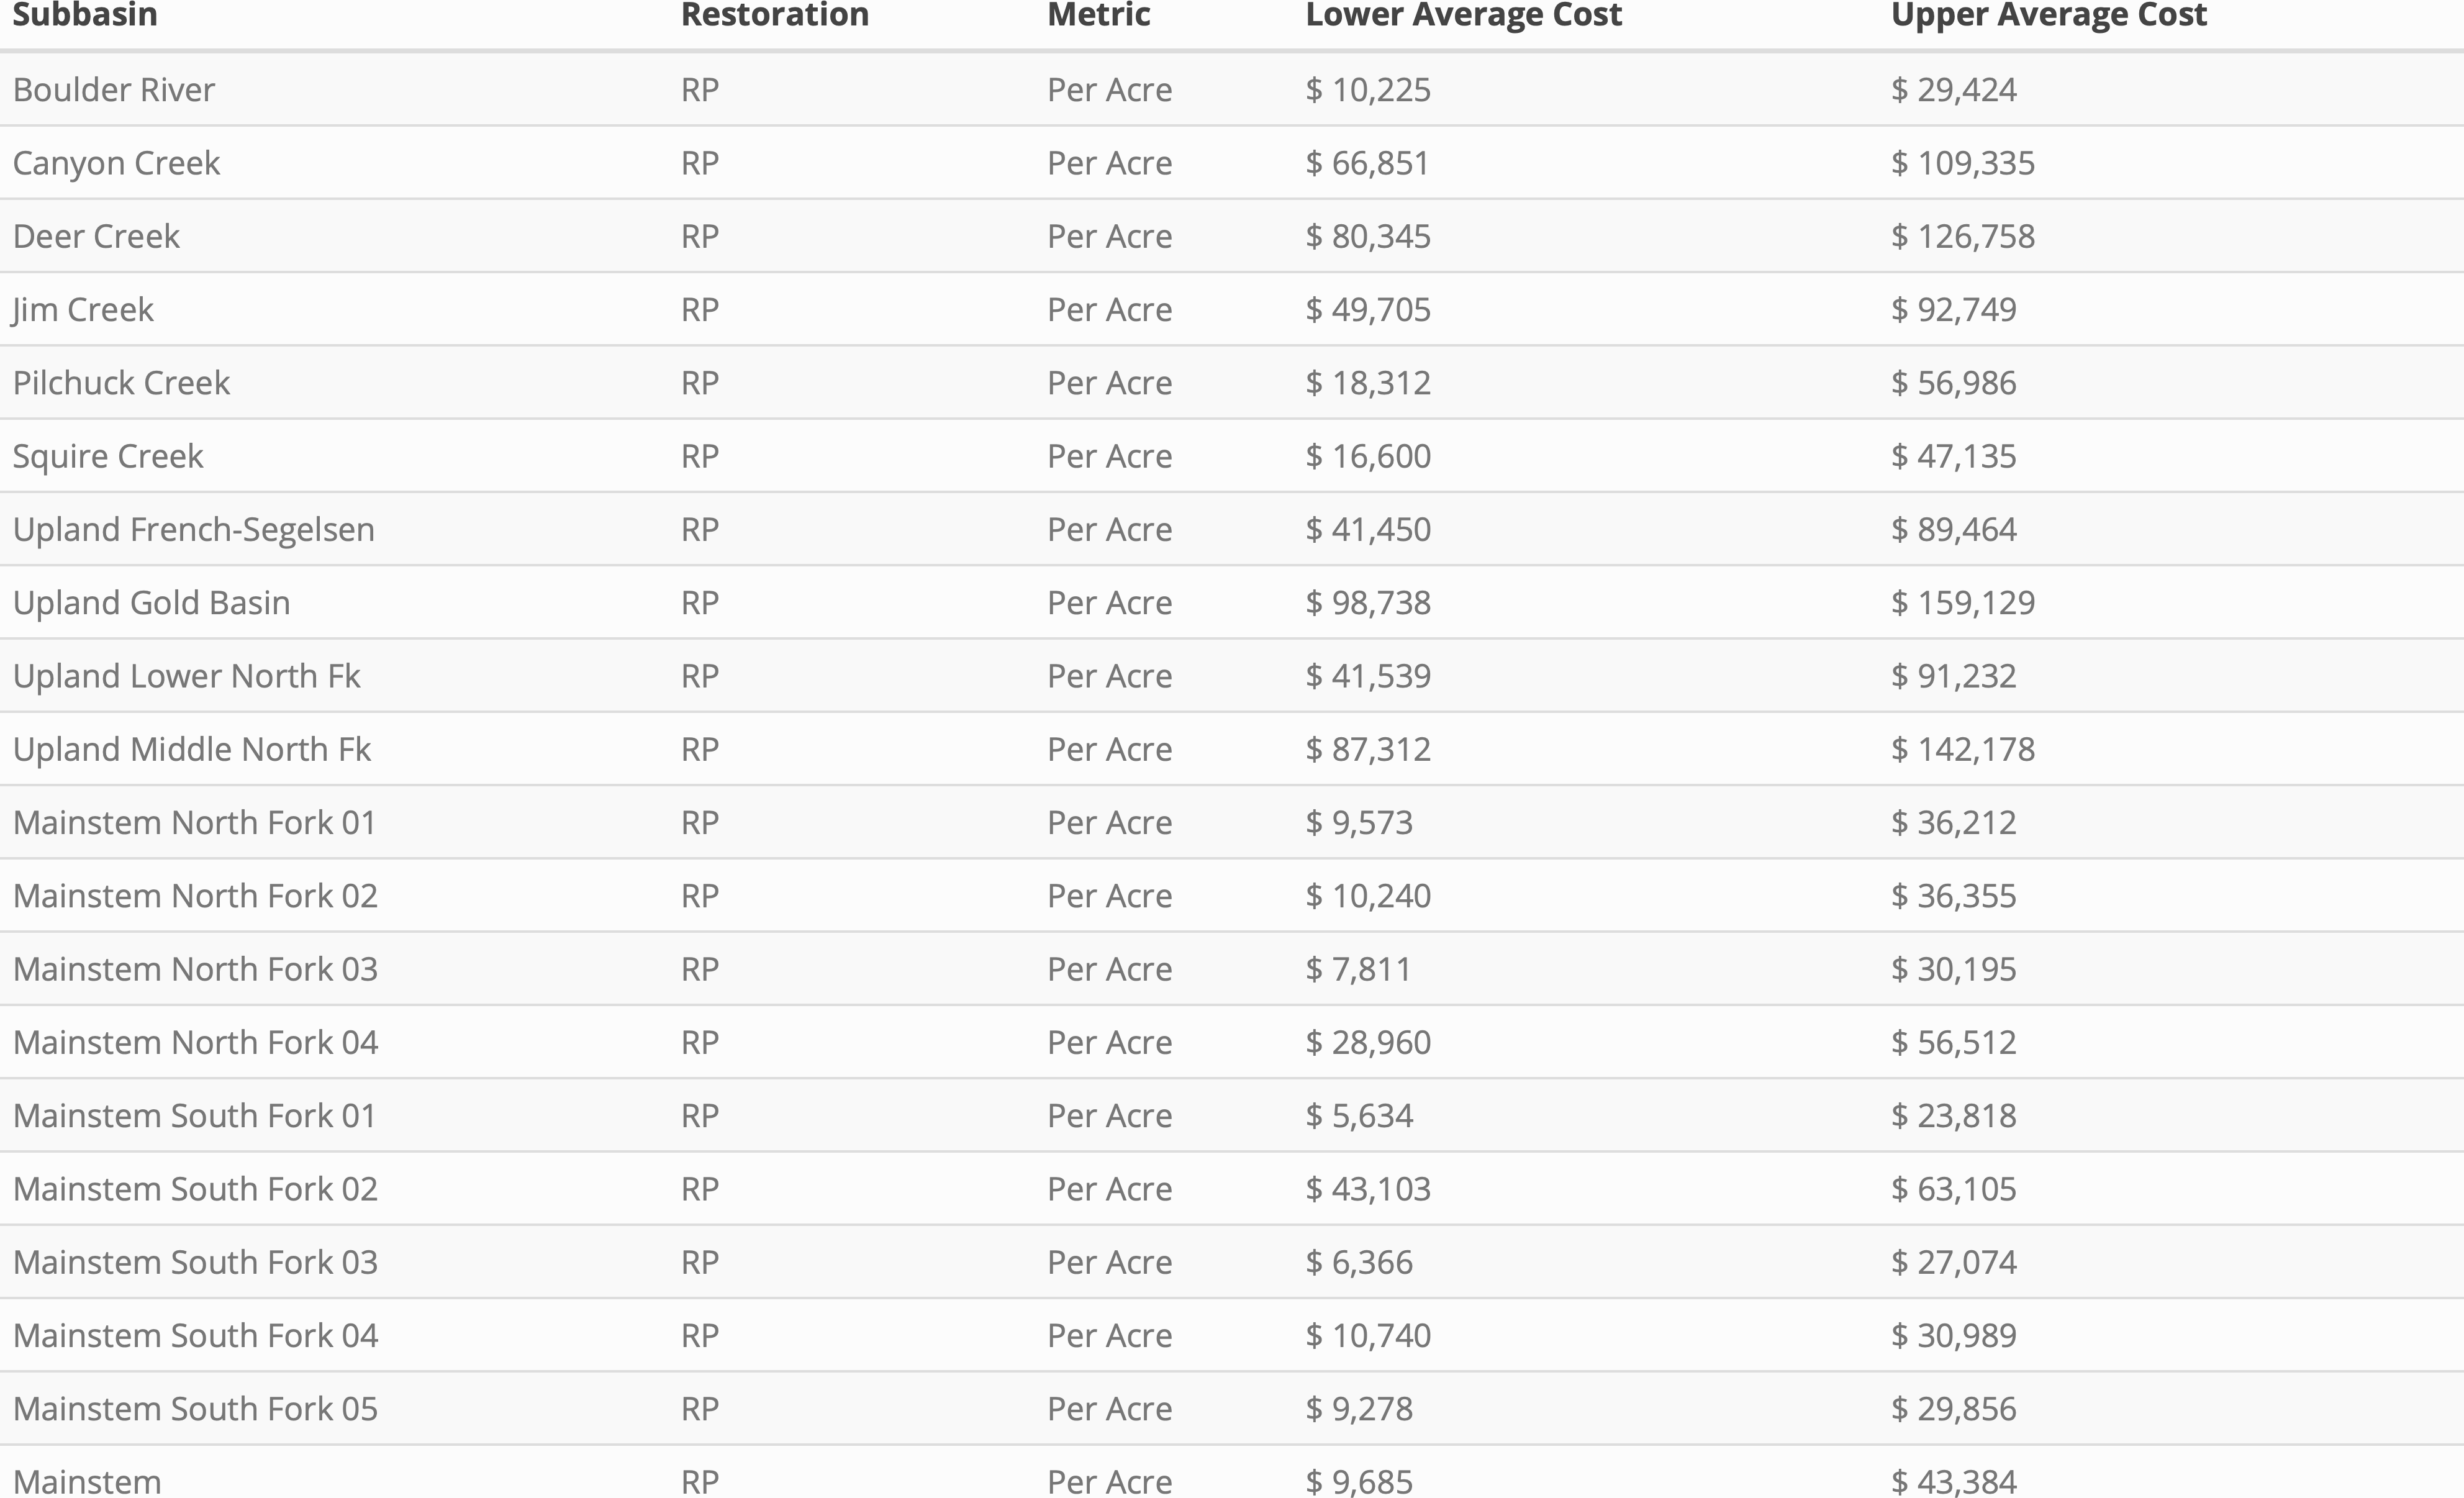 Subbasin Restoration Metric Lower Average Cost Upper Average Cost
Boulder River RP Per Acre $ 10,225 $ 29,424
Canyon Creek RP Per Acre $ 66,851 $ 109,335
Deer Creek RP Per Acre $ 80,345 $ 126,758
Jim Creek RP Per Acre $ 49,705 $ 92,749
Pilchuck Creek RP Per Acre $ 18,312 $ 56,986
Squire Creek RP Per Acre $ 16,600 $ 47,135
Upland French-Segelsen RP Per Acre $ 41,450 $ 89,464
Upland Gold Basin RP Per Acre $ 98,738 $ 159,129
Upland Lower North Fk RP Per Acre $ 41,539 $ 91,232
Upland Middle North Fk RP Per Acre $ 87,312 $ 142,178
Mainstem North Fork 01 RP Per Acre $ 9,573 $ 36,212
Mainstem North Fork 02 RP Per Acre $ 10,240 $ 36,355
Mainstem North Fork 03 RP Per Acre $ 7,811 $ 30,195
Mainstem North Fork 04 RP Per Acre $ 28,960 $ 56,512
Mainstem South Fork 01 RP Per Acre $ 5,634 $ 23,818
Mainstem South Fork 02 RP Per Acre $ 43,103 $ 63,105
Mainstem South Fork 03 RP Per Acre $ 6,366 $ 27,074
Mainstem South Fork 04 RP Per Acre $ 10,740 $ 30,989
Mainstem South Fork 05 RP Per Acre $ 9,278 $ 29,856
Mainstem RP Per Acre $ 9,685 $ 43,384